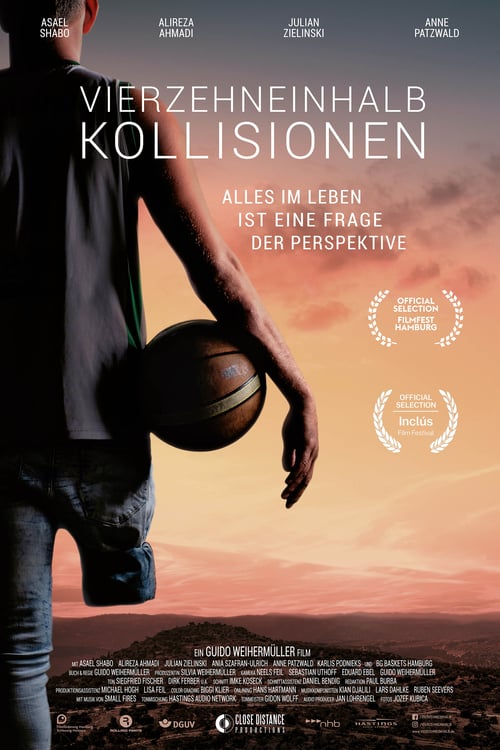 ASAEL SHABO
ALIREZA AHMADI
JULIAN ZIELINSKI
ANNE PATZWALD
VIERZEHNEINHALB
KOLLISIONEN
ALLES IM LEBEN
IST EINE FRAGE
DER PERSPEKTIVE
OFFICIAL
SELECTION
FILMFEST
HAMBURG
OFFICIAL
SELECTION
Inclús
Film Festival
EIN GUIDO WEIHERMÜLLER FILM
MIT ASAEL SHABO ALIREZA AHMADI JULIAN ZIELINSKI ANIA SZAFRAN-ULRICH ANNE PATZWALD KARLIS PODNIEKS UND BG BASKETS HAMBURG
BUCH & REGIE GUIDO WEIHERMÜLLER PRODUZENTIN SILVIA WEIHERMÜLLER KAMERA NEELS FEIL SEBASTIAN UTHOFF EDUARD EBEL GUIDO WEIHERMÜLLER
TON SIEGFRIED FISCHER DIRK FERBER U.A. SCHNITT IMKE KOSECK SCHNITTASSISTENZ DANIEL BENDIG REDAKTION PAUL BURBA
PRODUKTIONSASSISTENZ MICHAEL HOGH LISA FEIL COLOR GRADING BIGGI KLIER ONLINING HANS HARTMANN MUSIKKOMPOSITION KIAN DJALILI LARS DAHLKE RUBEN SEEVERS
MIT MUSIK VON SMALL FIRES TONMISCHUNG HASTINGS AUDIO NETWORK TONMEISTER GIDON WOLFF AUDIO PRODUCER JAN LOHRENGEL FOTOS JOZEF KUBICA
ROLLING PANTS
DGUV
CLOSE DISTANCE
PRODUCTIONS
nhb
HASTINGS